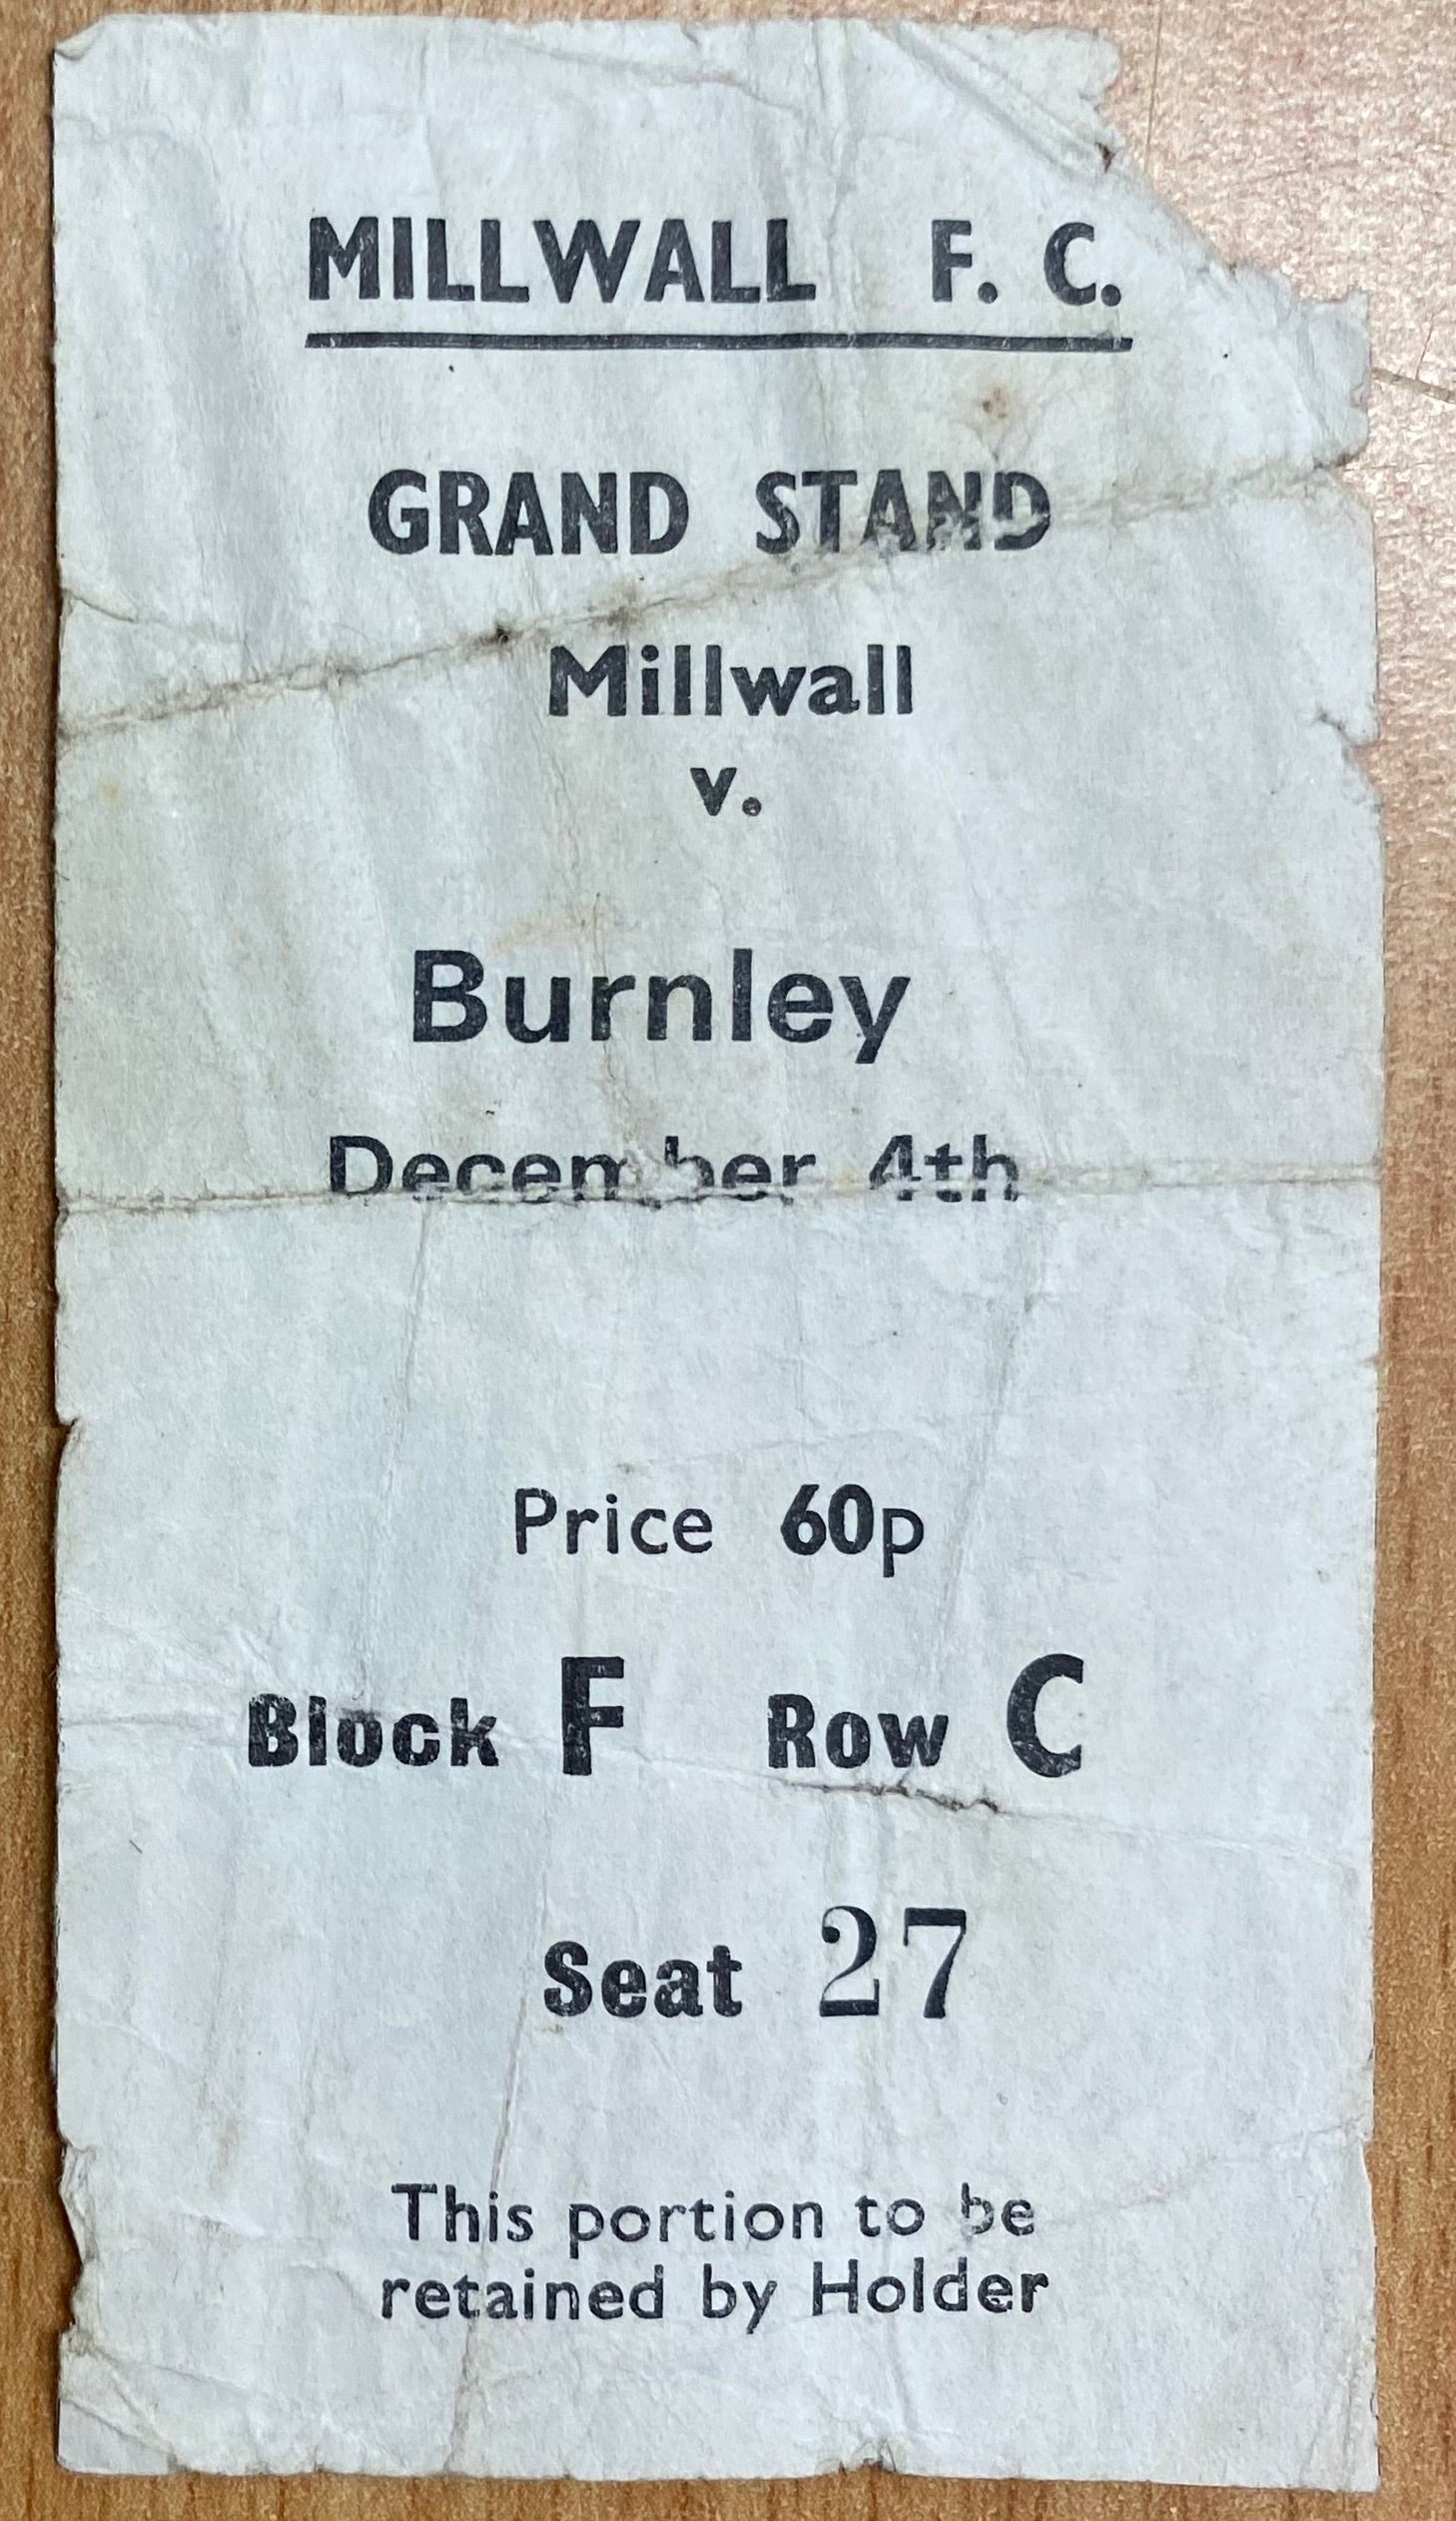 MILLWALL F. C.
GRAND STAND
Millwall
v.
Burnley
December 4th
Price 60p
Block F Row C
Seat 27
This portion to be
retained by Holder